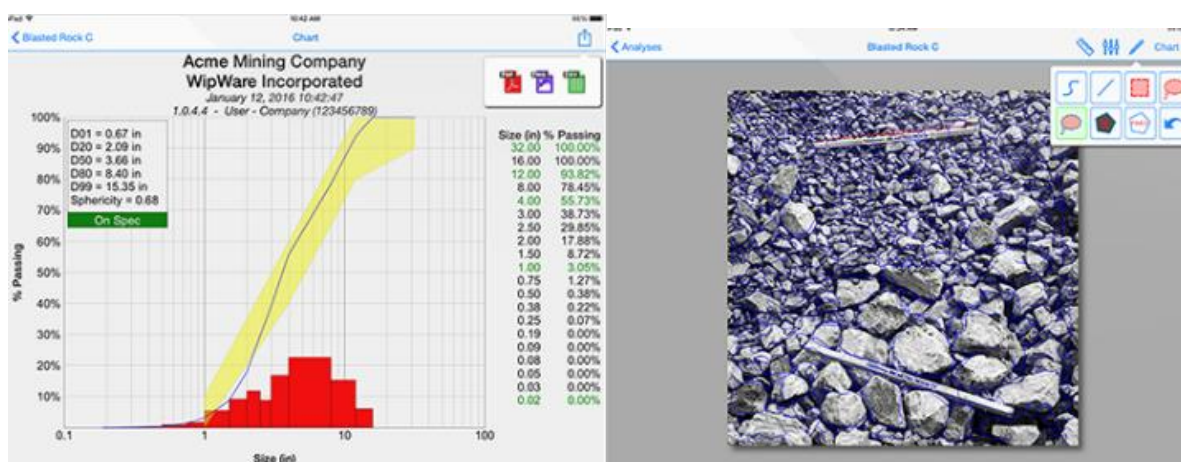 iPad
10:42 AM
Blasted Rock C
Chart
Acme Mining Company
WipWare Incorporated
January 12, 2016 10:42:47
1.0.4.4 - User - Company (123456789)
D01 = 0.67 in
D20 = 2.09 in
D50 = 3.66 in
D80 = 8.40 in
D99 = 15.35 in
Sphericity = 0.68
On Spec
% Passing
100%
90%
80%
70%
60%
50%
40%
30%
20%
10%
0.1
1
10
100
Size (in)
Size (in) % Passing
32.00 100.00%
16.00 100.00%
12.00 93.82%
8.00 78.45%
4.00 55.73%
3.00 38.73%
2.50 29.85%
2.00 17.88%
1.50 8.72%
1.00 3.05%
0.75 1.27%
0.50 0.38%
0.38 0.22%
0.25 0.07%
0.19 0.00%
0.09 0.00%
0.08 0.00%
0.05 0.00%
0.03 0.00%
0.02 0.00%
Analyses
Blasted Rock C
Chart